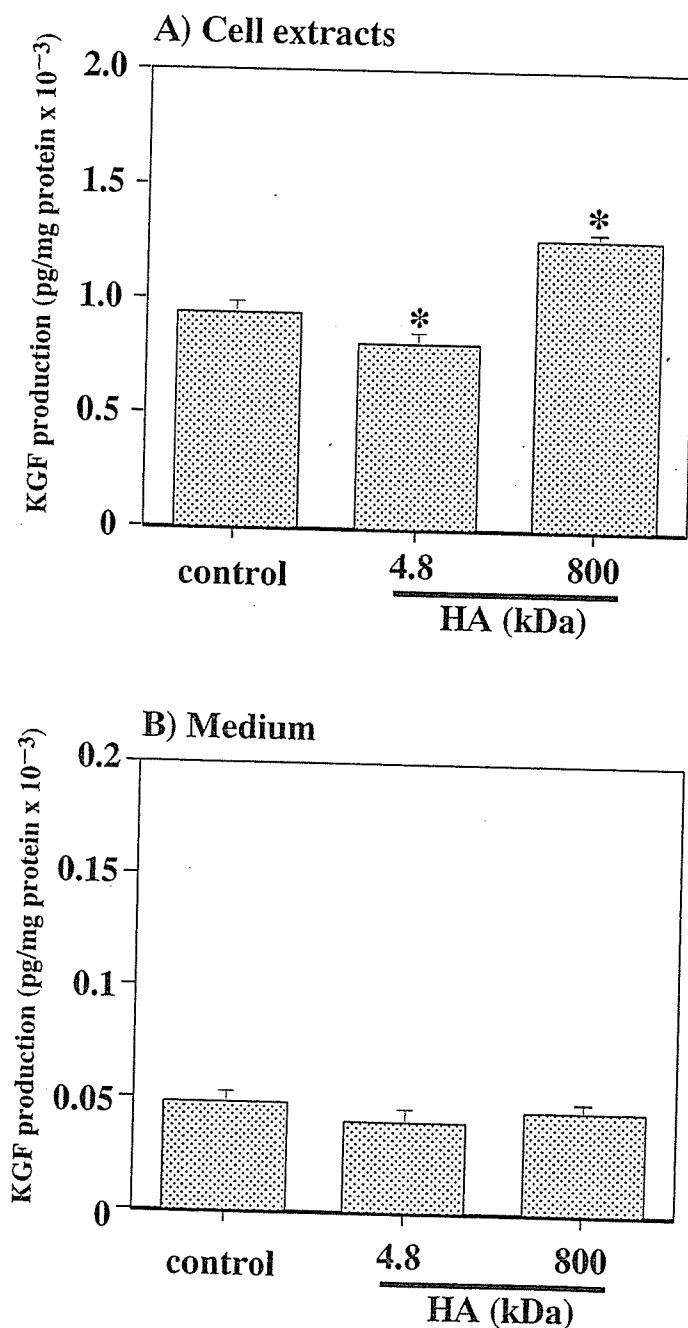 A) Cell extracts
KGF production (pg/mg protein x 10⁻³)
2.0
1.5
1.0
0.5
0
*
*
control
4.8
800
HA (kDa)
B) Medium
KGF production (pg/mg protein x 10⁻³)
0.2
0.15
0.1
0.05
0
control
4.8
800
HA (kDa)